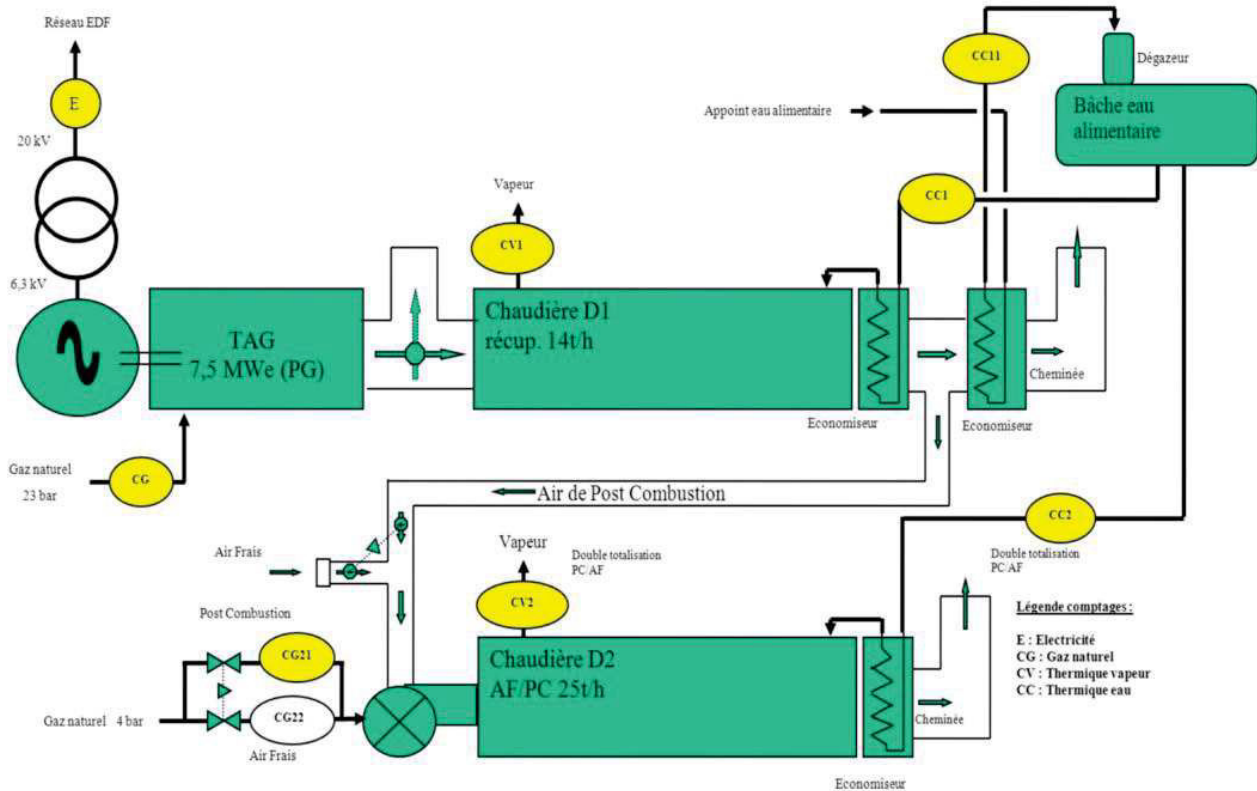 Réseau EDF
E
20 kV
6,3 kV
TAG
7,5 MWe (PG)
Gaz naturel
23 bar
CG
Vapeur
CV1
Chaudière D1
récup. 14t/h
Appoint eau alimentaire
CC11
Dégazeur
Bâche eau
alimentaire
CC1
Economiseur
Cheminée
Economiseur
Air de Post Combustion
Air Frais
Post Combustion
CG21
Gaz naturel 4 bar
CG22
Air Frais
Vapeur
Double totalisation
PC/AF
CV2
Chaudière D2
AF/PC 25t/h
CC2
Double totalisation
PC/AF
Cheminée
Economiseur
Légende comptages :
E : Electricité
CG : Gaz naturel
CV : Thermique vapeur
CC : Thermique eau